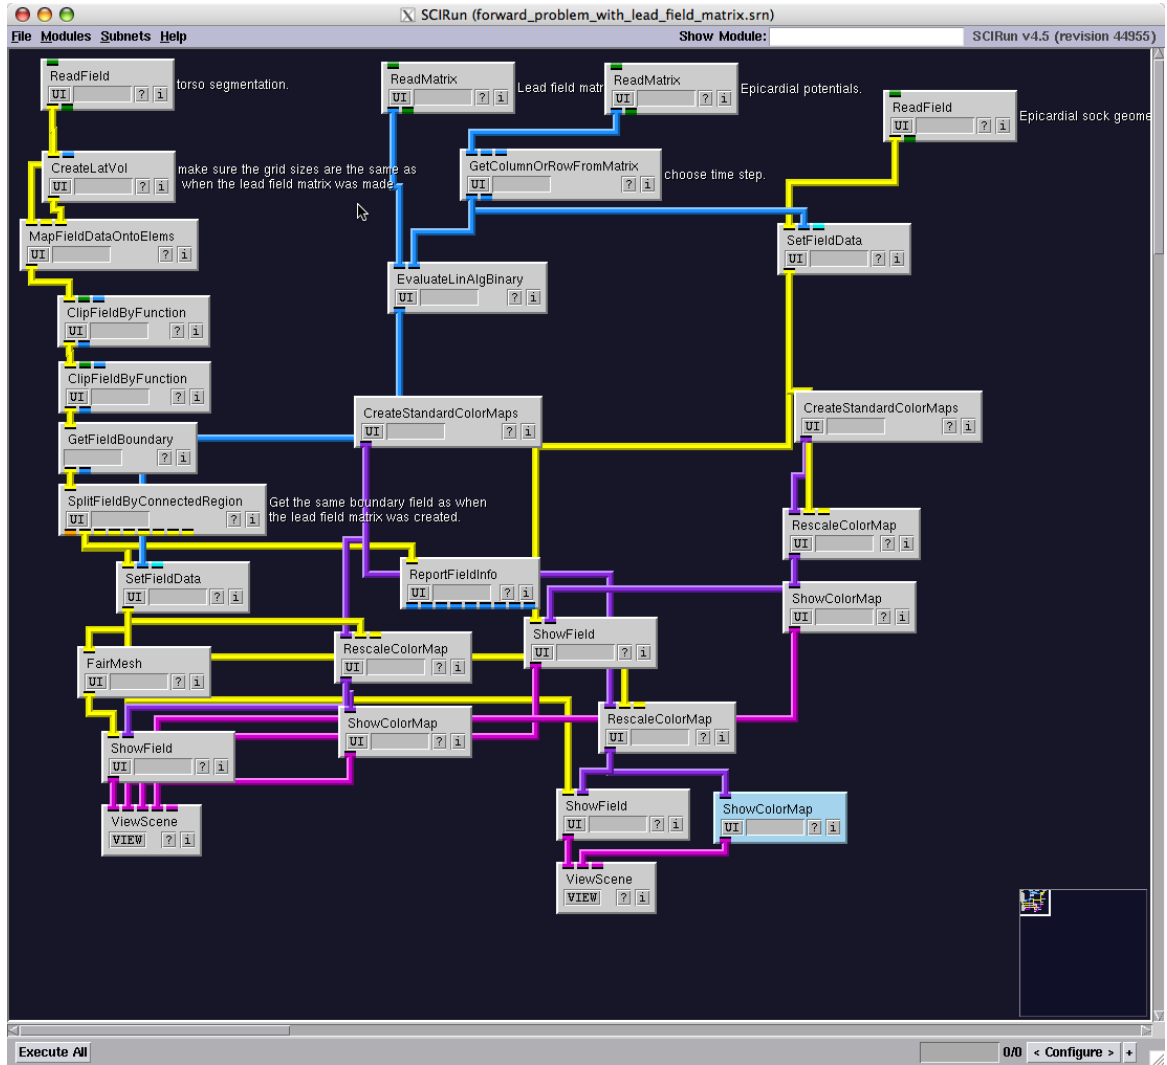 SCIRun (forward_problem_with_lead_field_matrix.srn)
File Modules Subnets Help
Show Module:
SCIRun v4.5 (revision 44955)
ReadField
UI ? i
torso segmentation.
ReadMatrix
UI ? i
Lead field matr
ReadMatrix
UI ? i
Epicardial potentials.
ReadField
UI ? i
Epicardial sock geome
CreateLatVol
UI ? i
make sure the grid sizes are the same as
when the lead field matrix was made.
GetColumnOrRowFromMatrix
UI ? i
choose time step.
MapFieldDataOntoElems
UI ? i
SetFieldData
UI ? i
EvaluateLinAlgBinary
UI ? i
ClipFieldByFunction
UI ? i
ClipFieldByFunction
UI ? i
CreateStandardColorMaps
UI ? i
CreateStandardColorMaps
UI ? i
GetFieldBoundary
? i
SplitFieldByConnectedRegion
UI ? i
Get the same boundary field as when
the lead field matrix was created.
RescaleColorMap
UI ? i
SetFieldData
UI ? i
ReportFieldInfo
UI ? i
ShowColorMap
UI ? i
FairMesh
UI ? i
RescaleColorMap
UI ? i
ShowField
UI ? i
ShowColorMap
UI ? i
RescaleColorMap
UI ? i
ShowField
UI ? i
ShowField
UI ? i
ShowColorMap
UI ? i
ViewScene
VIEW ? i
ViewScene
VIEW ? i
Execute All
0/0 < Configure > +